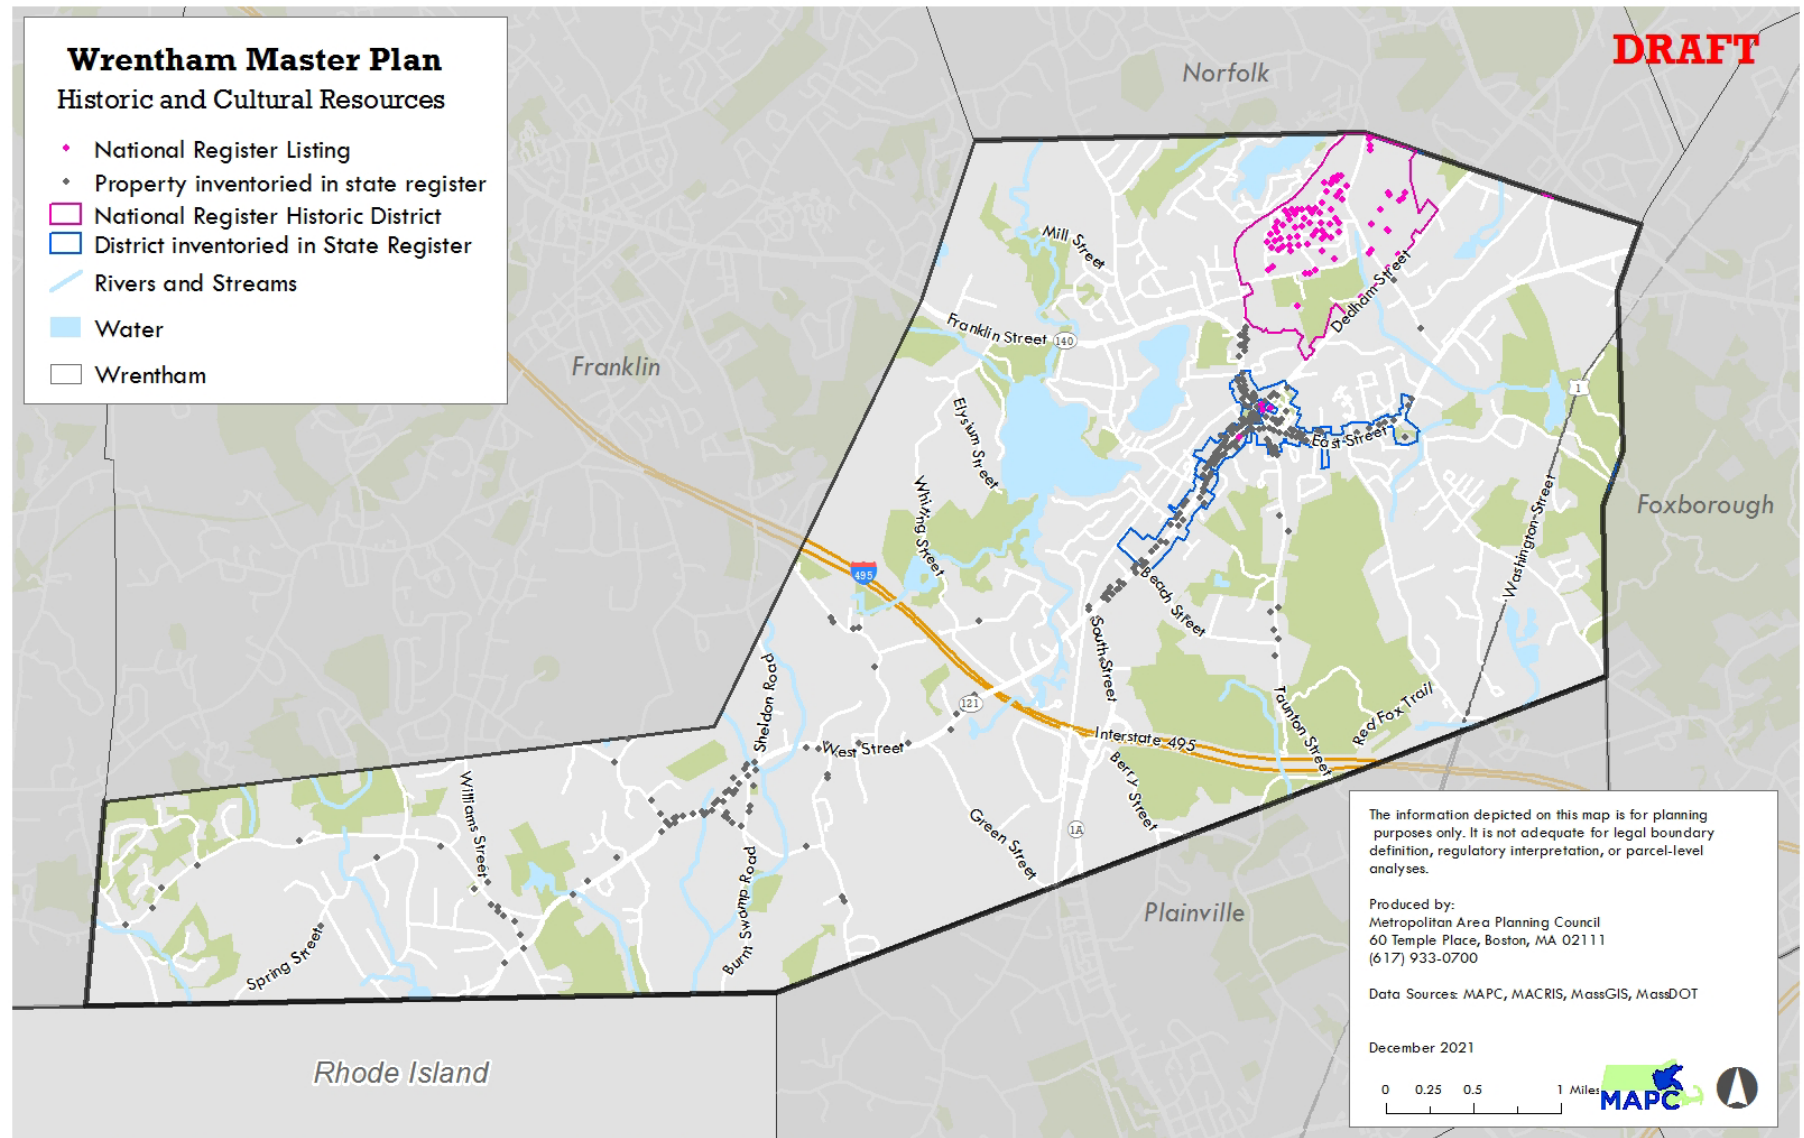 Wrentham Master Plan
Historic and Cultural Resources
National Register Listing
Property inventoried in state register
National Register Historic District
District inventoried in State Register
Rivers and Streams
Water
Wrentham
DRAFT
Norfolk
Franklin
Foxborough
Plainville
Rhode Island
Mill Street
Franklin Street
140
Dedham Street
1
Elysium Street
East Street
Whiting Street
Washington Street
495
Beach Street
South Street
Sheldon Road
121
Taunton Street
Red Fox Trail
West Street
Interstate 495
Berry Street
Williams Street
Green Street
1A
Burnt Swamp Road
Spring Street
The information depicted on this map is for planning
purposes only. It is not adequate for legal boundary
definition, regulatory interpretation, or parcel-level
analyses.
Produced by:
Metropolitan Area Planning Council
60 Temple Place, Boston, MA 02111
(617) 933-0700
Data Sources: MAPC, MACRIS, MassGIS, MassDOT
December 2021
0 0.25 0.5 1 Miles
MAPC